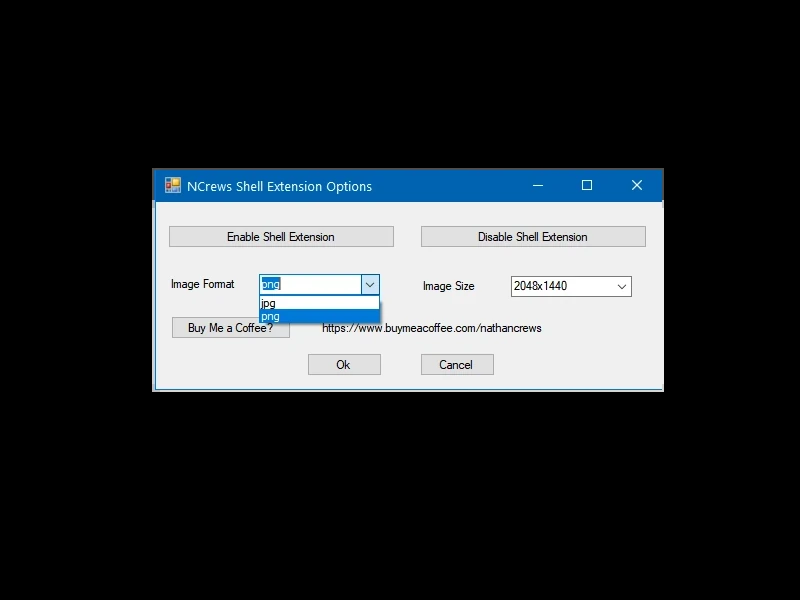 NCrews Shell Extension Options
Enable Shell Extension
Disable Shell Extension
Image Format
png
Image Size
2048x1440
jpg
png
Buy Me a Coffee?
https://www.buymeacoffee.com/nathancrews
Ok
Cancel